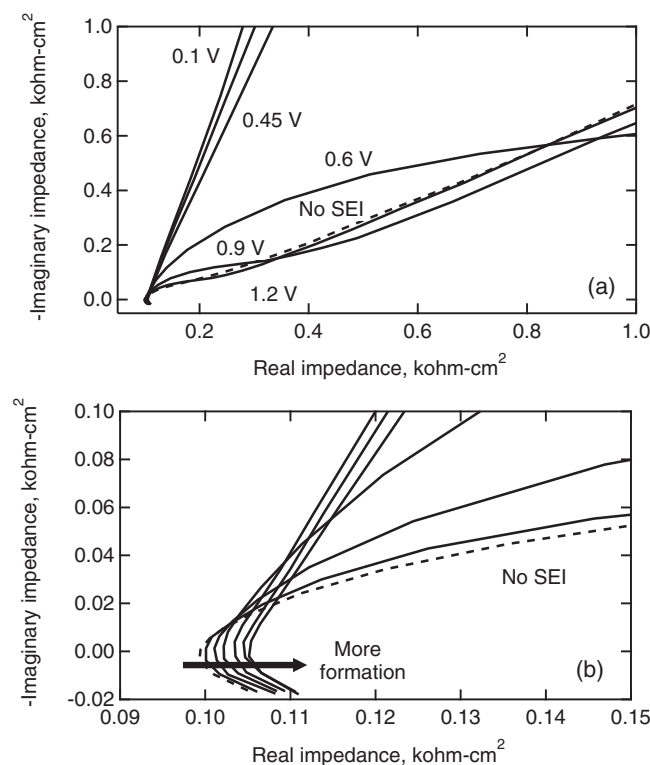 1.0
0.8
0.6
0.4
0.2
0.0
-Imaginary impedance, kohm-cm²
0.1 V
0.45 V
0.6 V
No SEI
0.9 V
1.2 V
(a)
0.2 0.4 0.6 0.8 1.0
Real impedance, kohm-cm²
0.10
0.08
0.06
0.04
0.02
0.00
-0.02
-Imaginary impedance, kohm-cm²
No SEI
More
formation
(b)
0.09 0.10 0.11 0.12 0.13 0.14 0.15
Real impedance, kohm-cm²